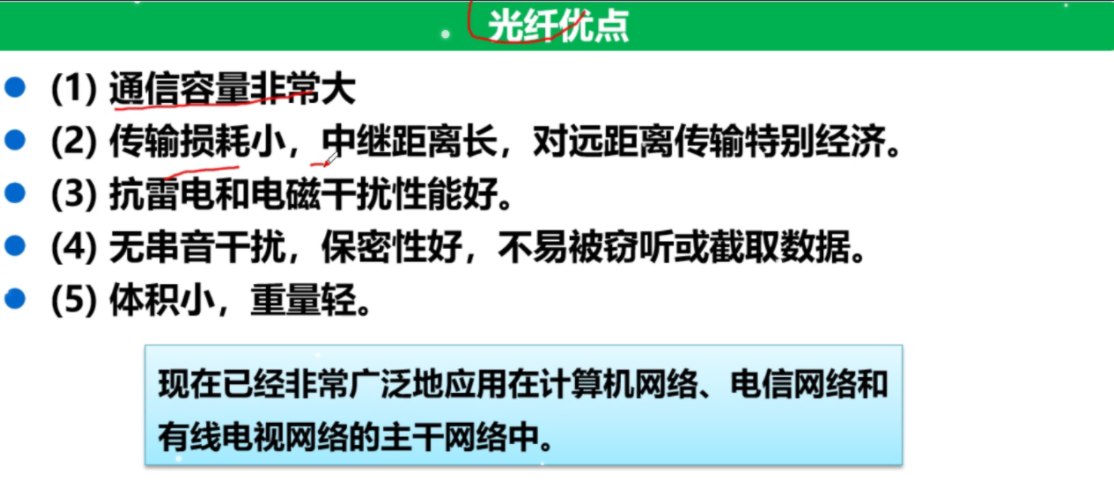 光纤优点
(1) 通信容量非常大
(2) 传输损耗小，中继距离长，对远距离传输特别经济。
(3) 抗雷电和电磁干扰性能好。
(4) 无串音干扰，保密性好，不易被窃听或截取数据。
(5) 体积小，重量轻。
现在已经非常广泛地应用在计算机网络、电信网络和
有线电视网络的主干网络中。